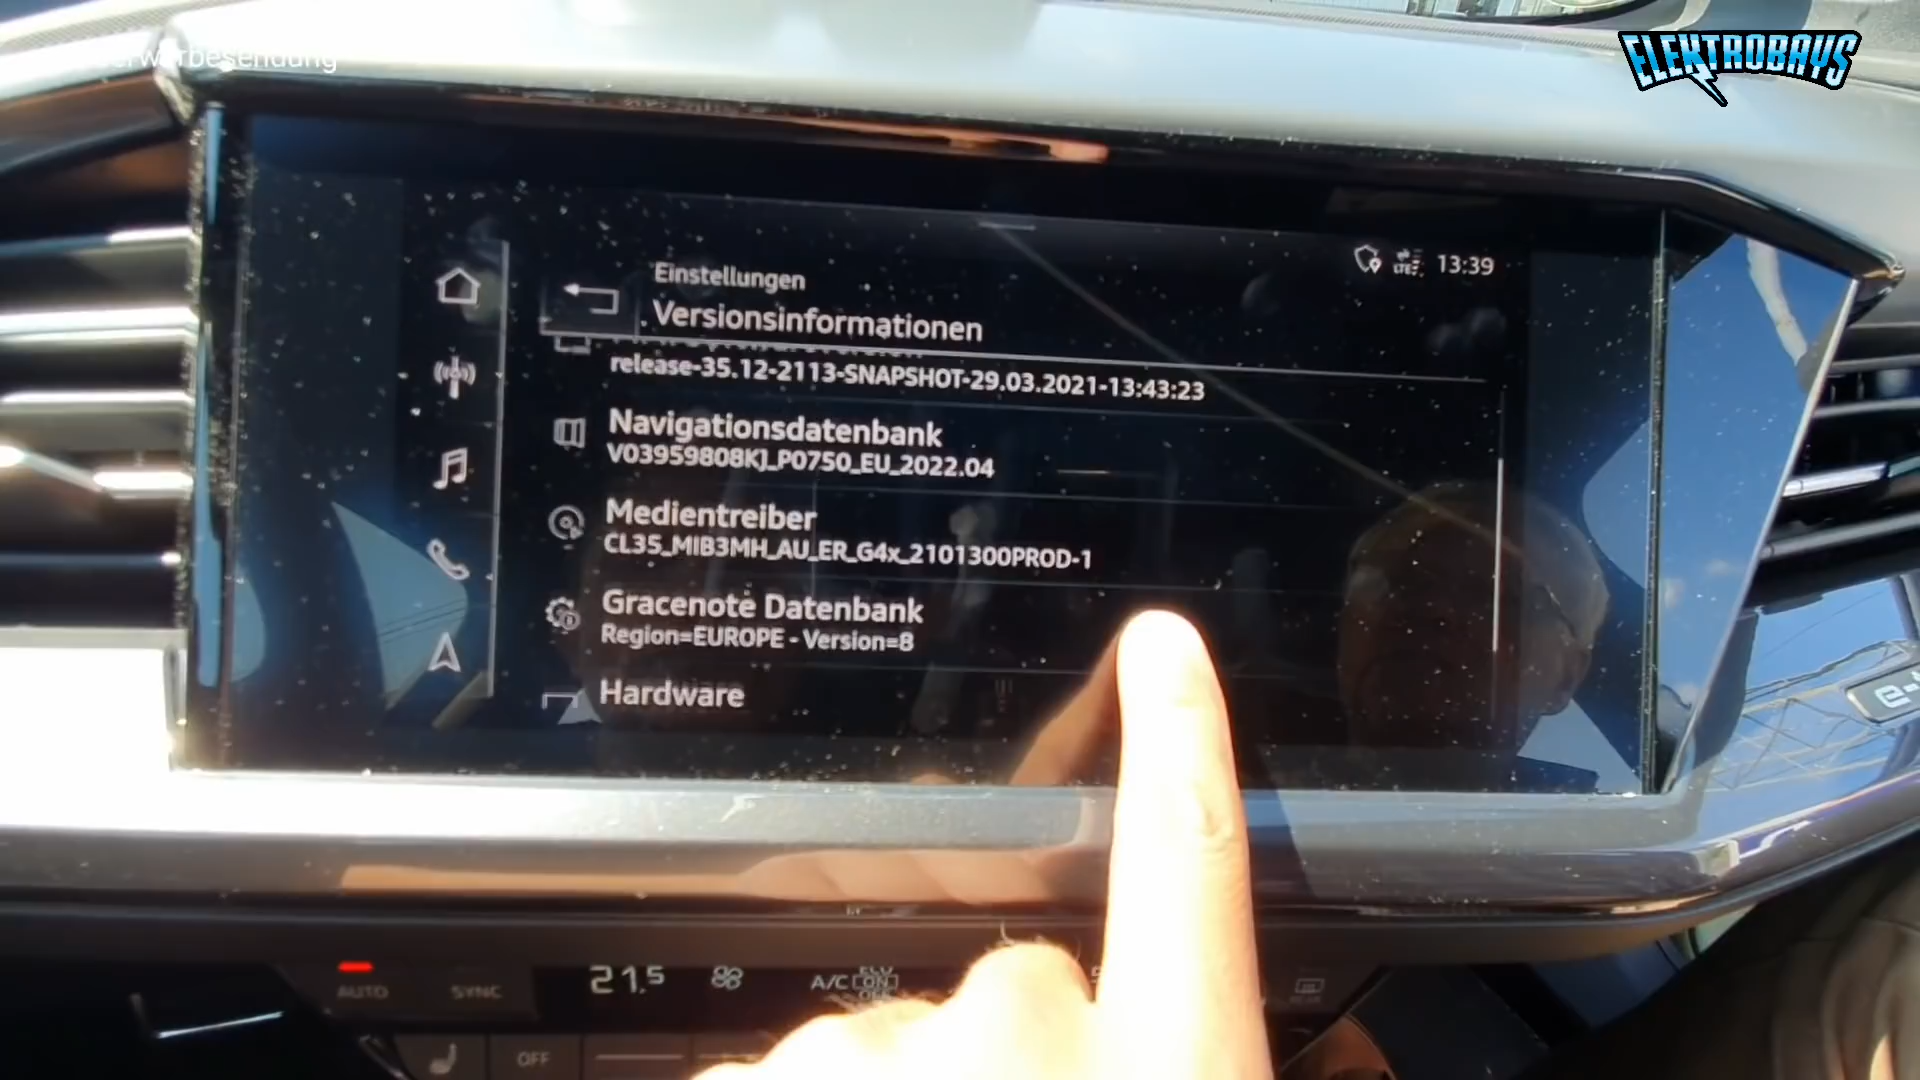 ELEKTROBAYS
13:39
Einstellungen
Versionsinformationen
release-35.12-2113-SNAPSHOT-29.03.2021-13:43:23
Navigationsdatenbank
V03959808KJ_P0750_EU_2022.04
Medientreiber
CL35_MIB3MH_AU_ER_G4x_2101300PROD-1
Gracenote Datenbank
Region=EUROPE - Version=8
Hardware
AUTO
SYNC
21.5
A/C
ON
OFF